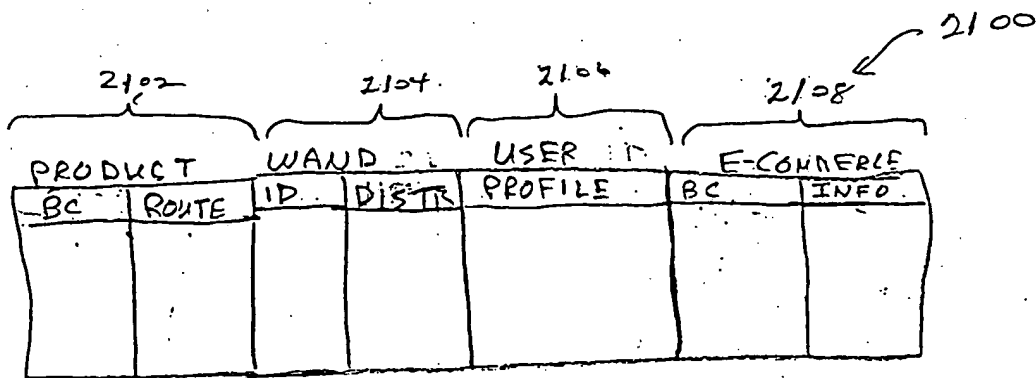 2100
2102 2104 2106 2108
PRODUCT WAND USER E-COMMERCE
BC ROUTE ID DISTR PROFILE BC INFO